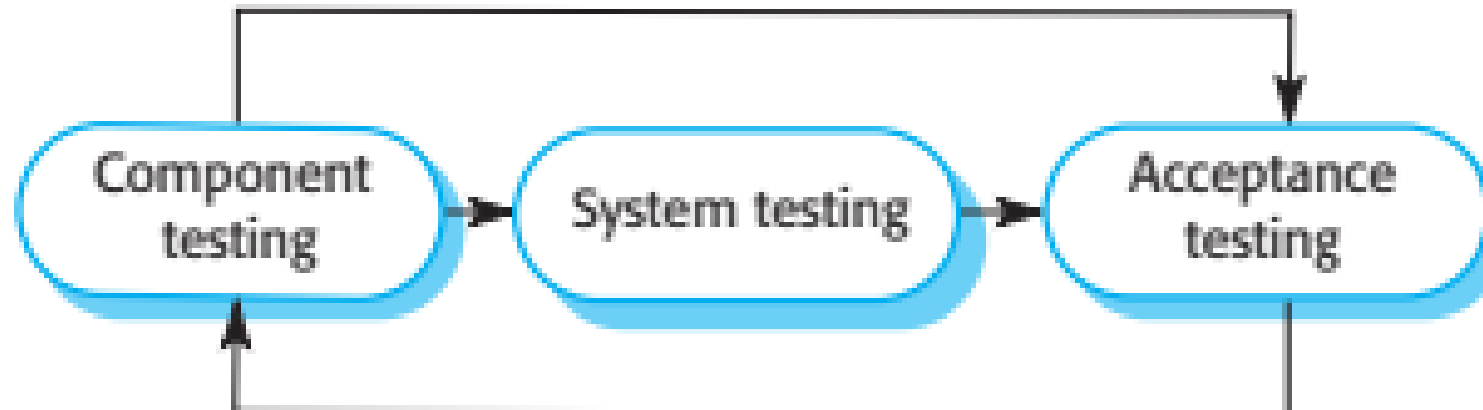 Component
testing
System testing
Acceptance
testing